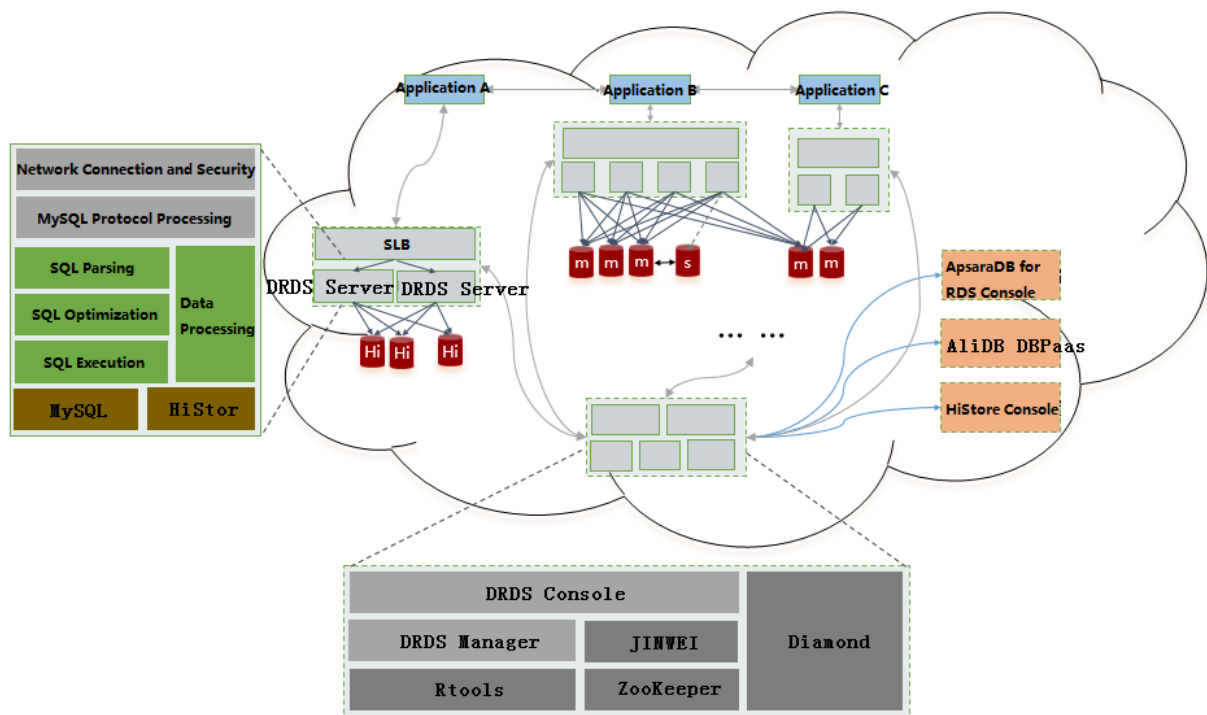 Application A
Application B
Application C
Network Connection and Security
MySQL Protocol Processing
SQL Parsing
SQL Optimization
SQL Execution
Data
Processing
MySQL
HiStor
SLB
DRDS Server
DRDS Server
Hi
Hi
Hi
m
m
m
s
m
m
... ...
ApsaraDB for
RDS Console
AliDB DBPaas
HiStore Console
DRDS Console
DRDS Manager
JINWEI
Diamond
Rtools
ZooKeeper